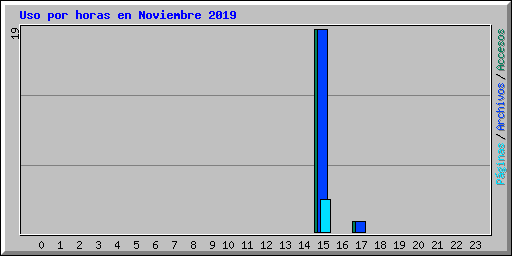 Uso por horas en Noviembre 2019
19
0 1 2 3 4 5 6 7 8 9 10 11 12 13 14 15 16 17 18 19 20 21 22 23
Páginas/Archivos/Accesos